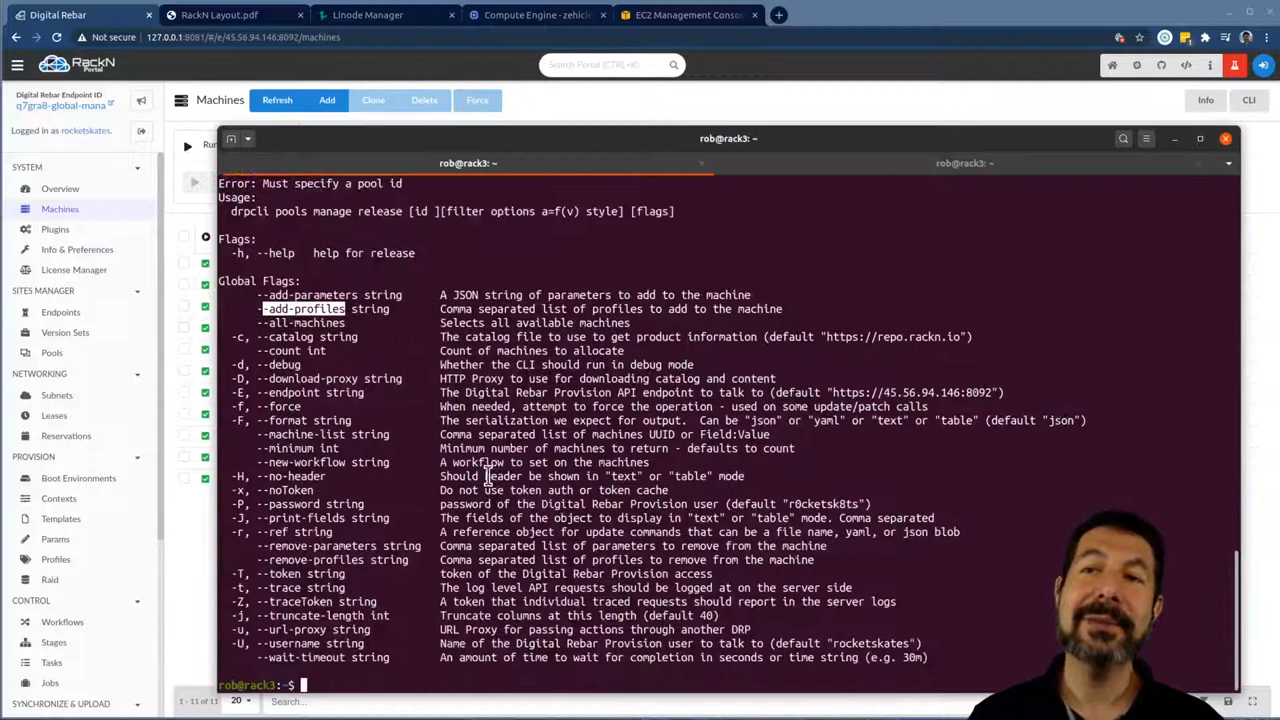 Digital Rebar
RackN Layout.pdf
Linode Manager
Compute Engine - zehicle
EC2 Management Conso
Not secure 127.0.0.1:8081/#/e/45.56.94.146:8092/machines
RackN
Portal
Search Portal (CTRL+K)
Digital Rebar Endpoint ID
q7gra8-global-mana
Logged in as rocketskates.
Machines
Refresh
Add
Clone
Delete
Force
Info
CLI
Run
SYSTEM
Overview
Machines
Plugins
Info & Preferences
License Manager
SITES MANAGER
Endpoints
Version Sets
Pools
NETWORKING
Subnets
Leases
Reservations
PROVISION
Boot Environments
Contexts
Templates
Params
Profiles
Raid
CONTROL
Workflows
Stages
Tasks
Jobs
SYNCHRONIZE & UPLOAD
rob@rack3: ~
rob@rack3: ~
rob@rack3: ~
Error: Must specify a pool id
Usage:
drpcli pools manage release [id ][filter options a=f(v) style] [flags]
Flags:
-h, --help help for release
Global Flags:
--add-parameters string A JSON string of parameters to add to the machine
--add-profiles string Comma separated list of profiles to add to the machine
--all-machines Selects all available machines
-c, --catalog string The catalog file to use to get product information (default "https://repo.rackn.io")
--count int Count of machines to allocate
-d, --debug Whether the CLI should run in debug mode
-D, --download-proxy string HTTP Proxy to use for downloading catalog and content
-E, --endpoint string The Digital Rebar Provision API endpoint to talk to (default "https://45.56.94.146:8092")
-f, --force When needed, attempt to force the operation - used on some update/patch calls
-F, --format string The serialization we expect for output. Can be "json" or "yaml" or "text" or "table" (default "json")
--machine-list string Comma separated list of machines UUID or Field:Value
--minimum int Minimum number of machines to return - defaults to count
--new-workflow string A workflow to set on the machines
-H, --no-header Should header be shown in "text" or "table" mode
-x, --noToken Do not use token auth or token cache
-P, --password string password of the Digital Rebar Provision user (default "r0cketsk8ts")
-J, --print-fields string The fields of the object to display in "text" or "table" mode. Comma separated
-r, --ref string A reference object for update commands that can be a file name, yaml, or json blob
--remove-parameters string Comma separated list of parameters to remove from the machine
--remove-profiles string Comma separated list of profiles to remove from the machine
-T, --token string token of the Digital Rebar Provision access
-t, --trace string The log level API requests should be logged at on the server side
-Z, --traceToken string A token that individual traced requests should report in the server logs
-j, --truncate-length int Truncate columns at this length (default 40)
-u, --url-proxy string URL Proxy for passing actions through another DRP
-U, --username string Name of the Digital Rebar Provision user to talk to (default "rocketskates")
--wait-timeout string An amount of time to wait for completion in seconds or time string (e.g. 30m)
rob@rack3:~$
1 - 11 of 11
20
Search...